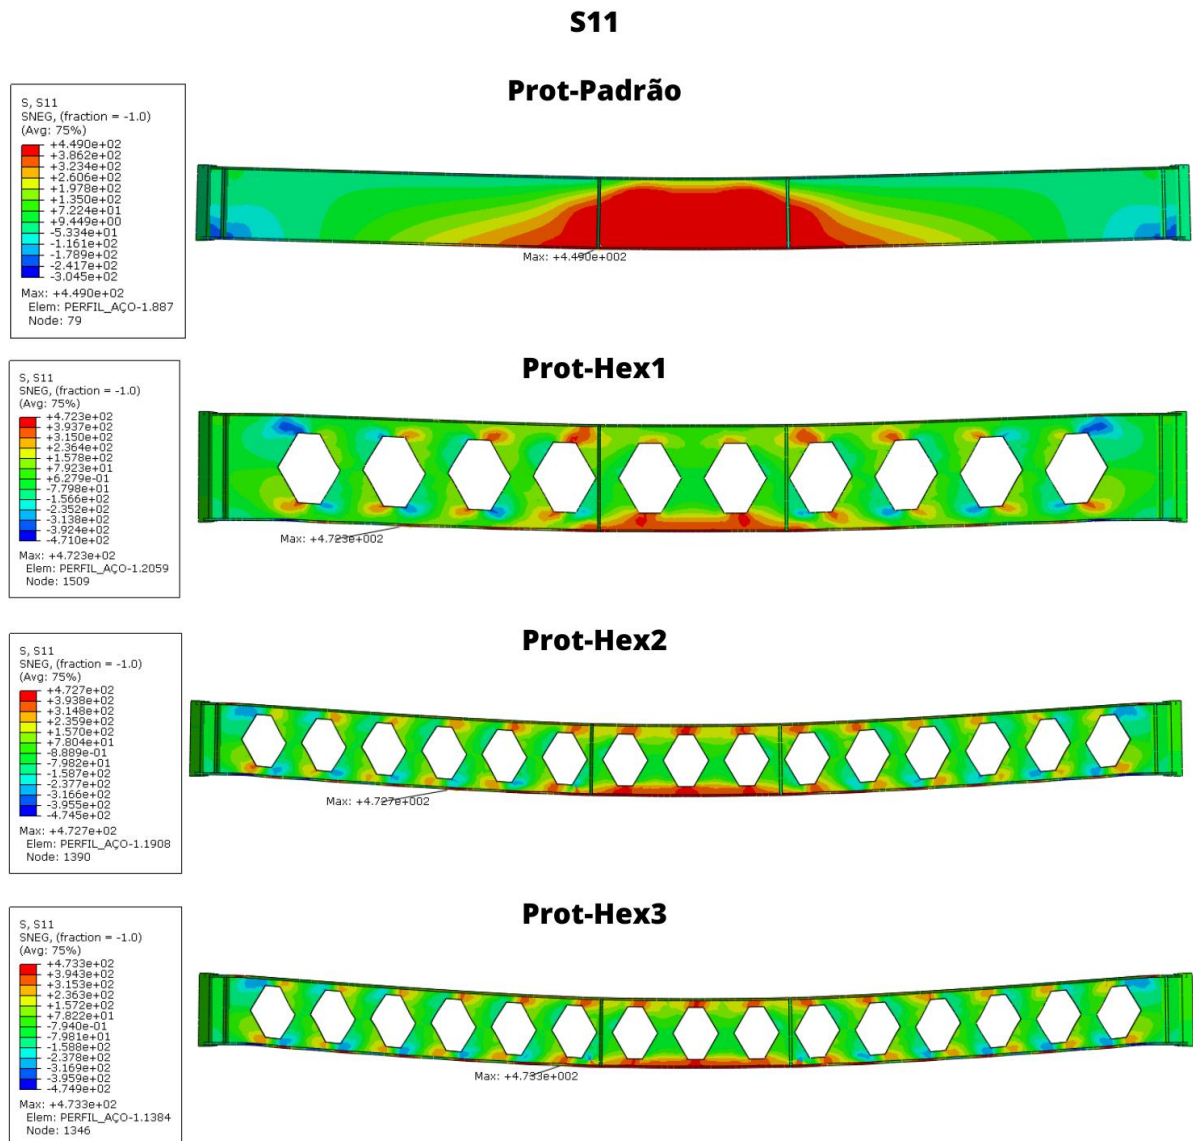 S11
Prot-Padrão
S, S11
SNEG, (fraction = -1.0)
(Avg: 75%)
+4.490e+02
+3.862e+02
+3.234e+02
+2.606e+02
+1.978e+02
+1.350e+02
+7.224e+01
+9.449e+00
-5.334e+01
-1.161e+02
-1.789e+02
-2.417e+02
-3.045e+02
Max: +4.490e+02
Elem: PERFIL_AÇO-1.887
Node: 79
Max: +4.490e+002
Prot-Hex1
S, S11
SNEG, (fraction = -1.0)
(Avg: 75%)
+4.723e+02
+3.937e+02
+3.150e+02
+2.364e+02
+1.578e+02
+7.923e+01
+6.279e-01
-7.798e+01
-1.566e+02
-2.352e+02
-3.138e+02
-3.924e+02
-4.710e+02
Max: +4.723e+02
Elem: PERFIL_AÇO-1.2059
Node: 1509
Max: +4.723e+002
Prot-Hex2
S, S11
SNEG, (fraction = -1.0)
(Avg: 75%)
+4.727e+02
+3.938e+02
+3.148e+02
+2.359e+02
+1.570e+02
+7.804e+01
-8.889e-01
-7.982e+01
-1.587e+02
-2.377e+02
-3.166e+02
-3.955e+02
-4.745e+02
Max: +4.727e+02
Elem: PERFIL_AÇO-1.1908
Node: 1390
Max: +4.727e+002
Prot-Hex3
S, S11
SNEG, (fraction = -1.0)
(Avg: 75%)
+4.733e+02
+3.943e+02
+3.153e+02
+2.363e+02
+1.572e+02
+7.822e+01
-7.940e-01
-7.981e+01
-1.588e+02
-2.378e+02
-3.169e+02
-3.959e+02
-4.749e+02
Max: +4.733e+02
Elem: PERFIL_AÇO-1.1384
Node: 1346
Max: +4.733e+002